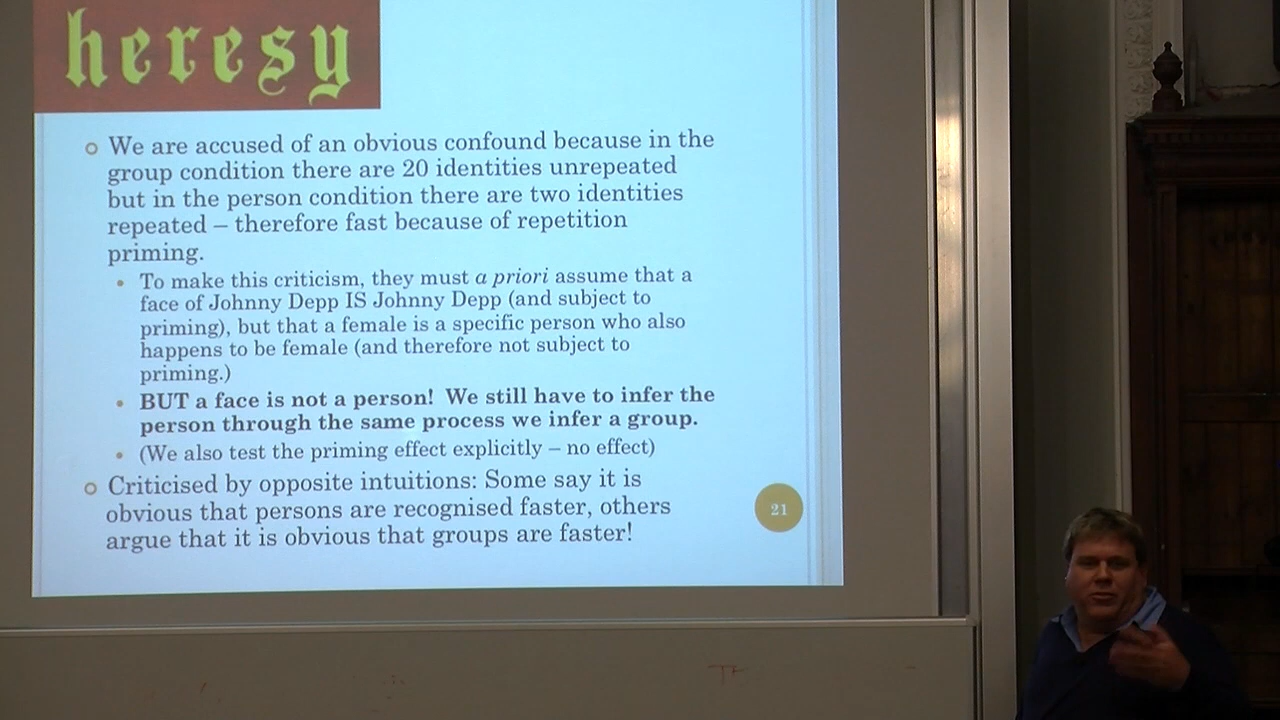 heresy
We are accused of an obvious confound because in the
group condition there are 20 identities unrepeated
but in the person condition there are two identities
repeated – therefore fast because of repetition
priming.
To make this criticism, they must a priori assume that a
face of Johnny Depp IS Johnny Depp (and subject to
priming), but that a female is a specific person who also
happens to be female (and therefore not subject to
priming.)
BUT a face is not a person! We still have to infer the
person through the same process we infer a group.
(We also test the priming effect explicitly – no effect)
Criticised by opposite intuitions: Some say it is
obvious that persons are recognised faster, others
argue that it is obvious that groups are faster!
21